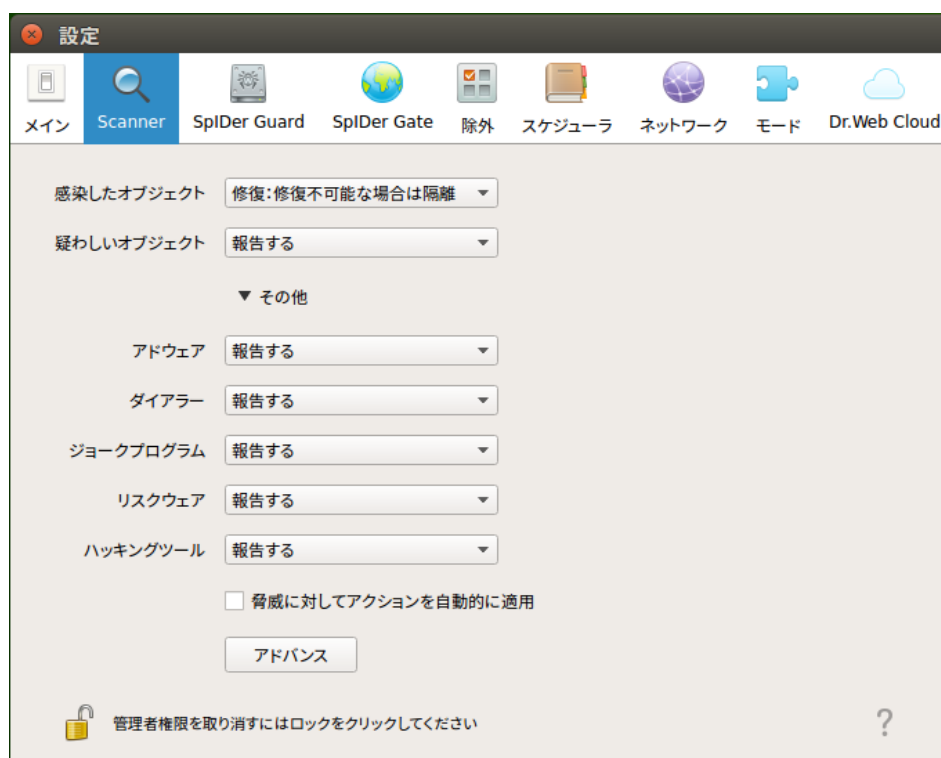 設定
メイン Scanner SpIDer Guard SpIDer Gate 除外 スケジューラ ネットワーク モード Dr.Web Cloud
感染したオブジェクト 修復：修復不可能な場合は隔離
疑わしいオブジェクト 報告する
▼ その他
アドウェア 報告する
ダイアラー 報告する
ジョークプログラム 報告する
リスクウェア 報告する
ハッキングツール 報告する
脅威に対してアクションを自動的に適用
アドバンス
管理者権限を取り消すにはロックをクリックしてください ?